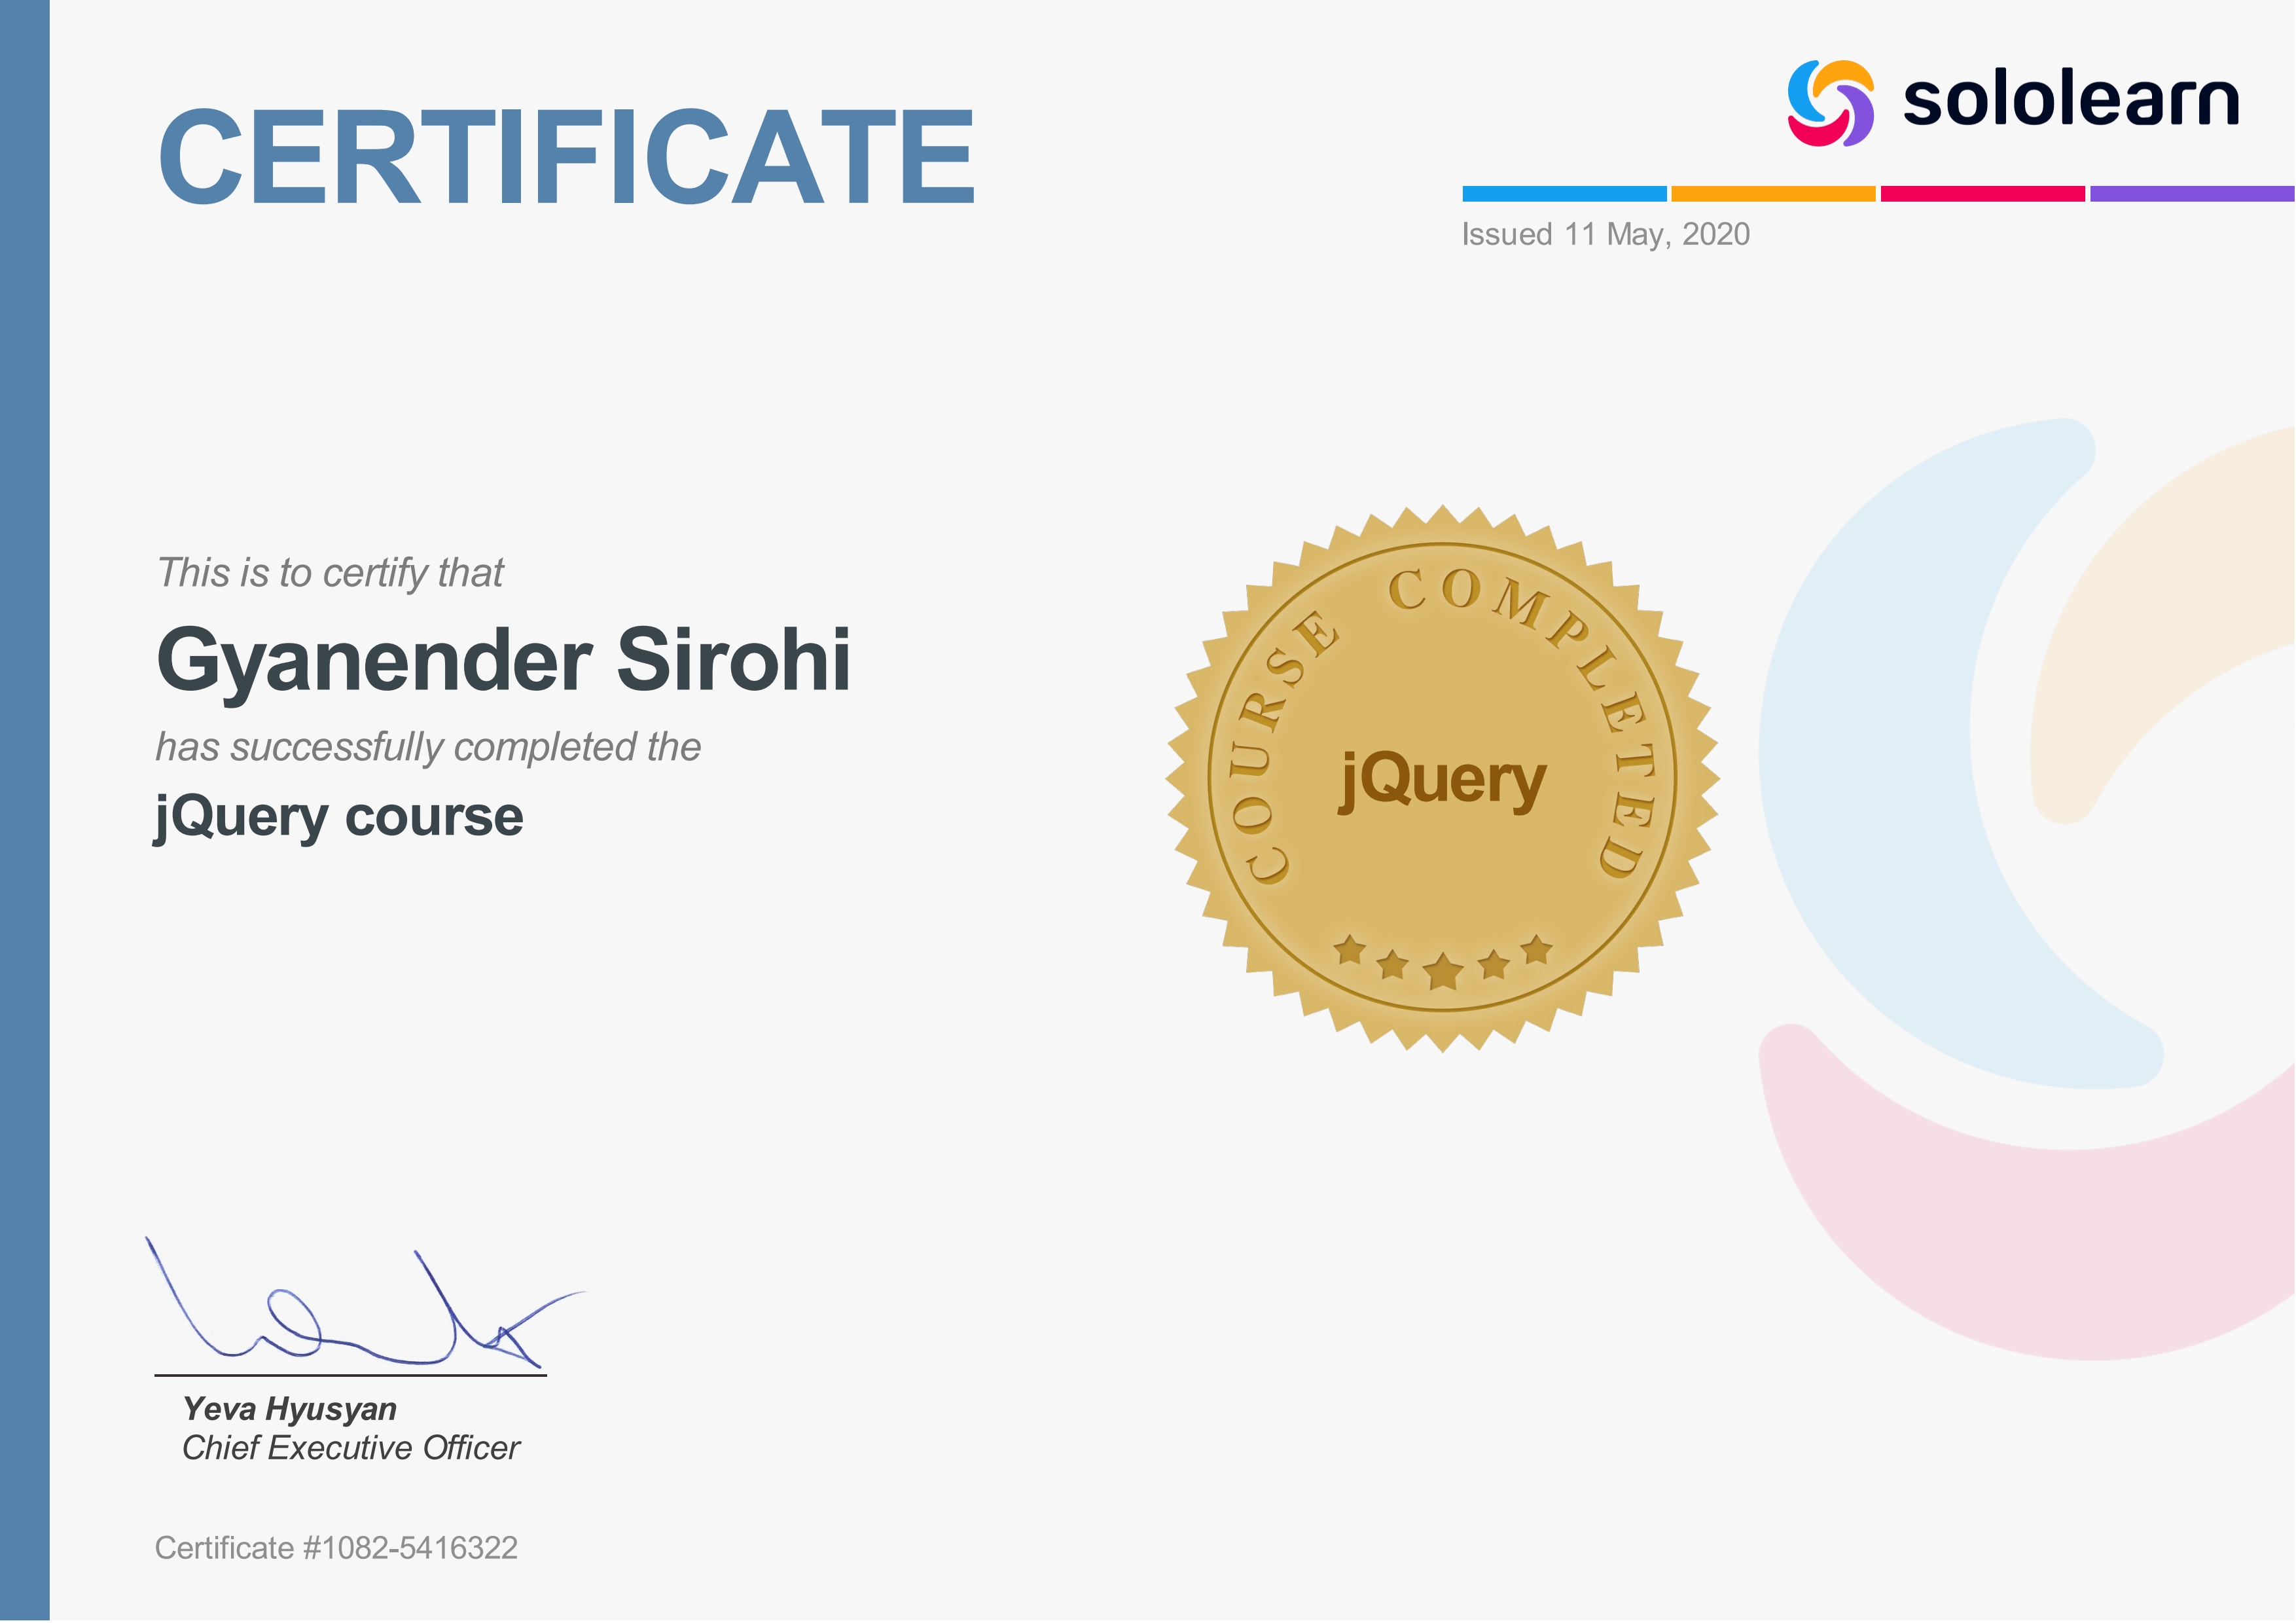 CERTIFICATE
sololearn
Issued 11 May, 2020
This is to certify that
Gyanender Sirohi
has successfully completed the
jQuery course
COURSE COMPLETED
jQuery
Yeva Hyusyan
Chief Executive Officer
Certificate #1082-5416322